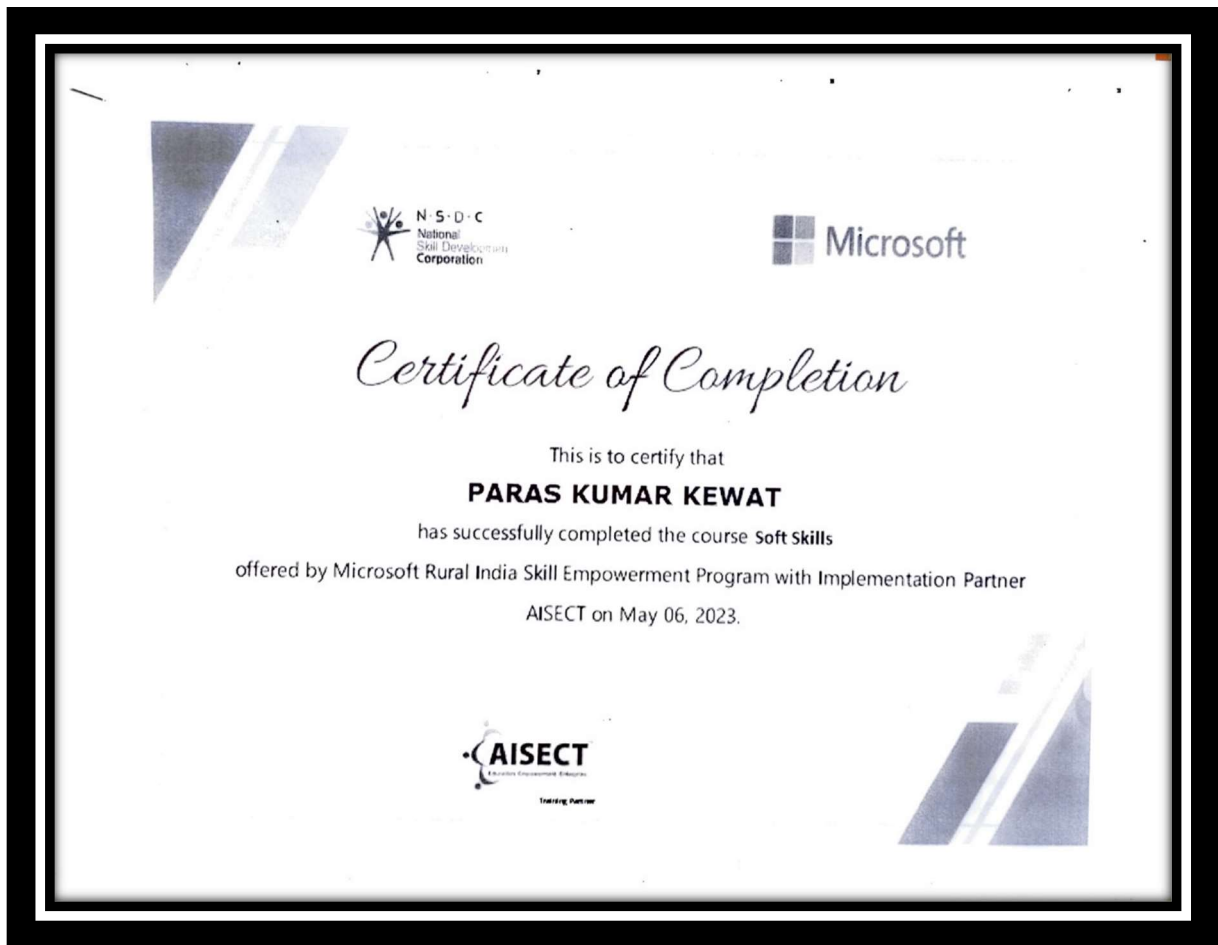 N·S·D·C
National
Skill Development
Corporation
Microsoft
Certificate of Completion
This is to certify that
PARAS KUMAR KEWAT
has successfully completed the course Soft Skills
offered by Microsoft Rural India Skill Empowerment Program with Implementation Partner
AISECT on May 06, 2023.
AISECT
Training Partner